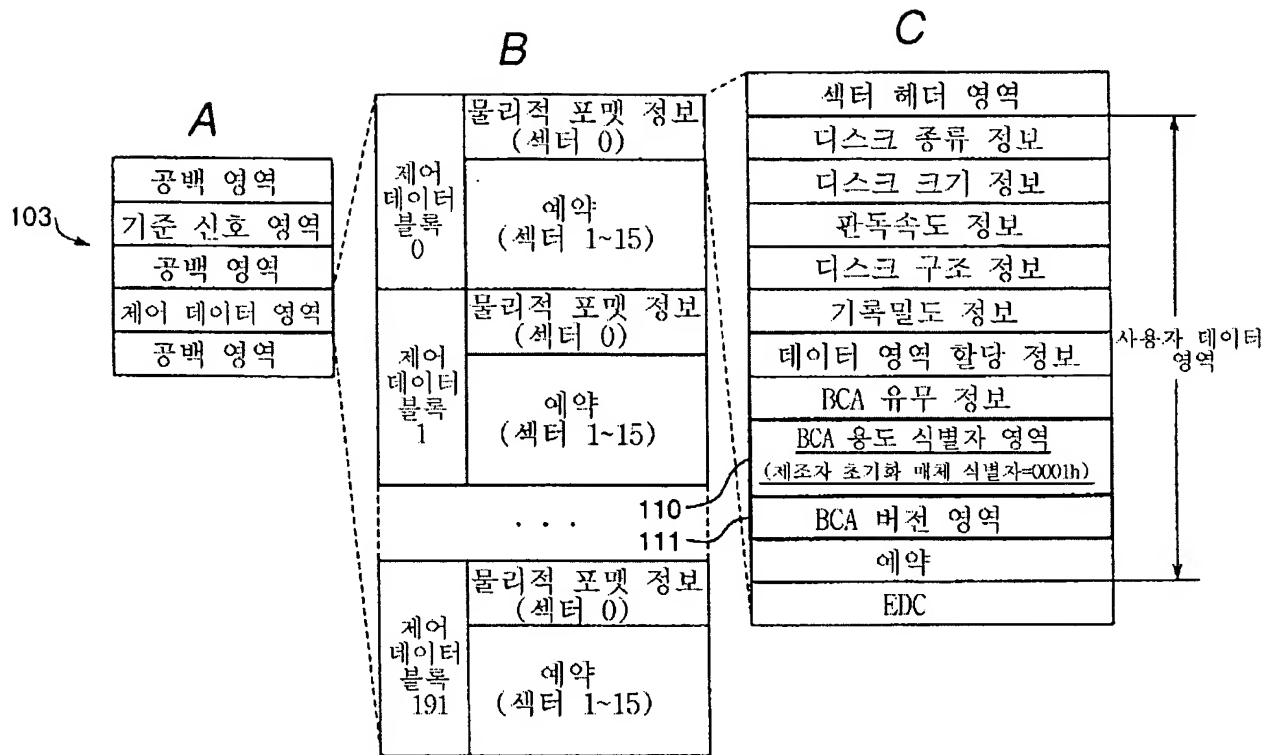 A
103
공백 영역
기준 신호 영역
공백 영역
제어 데이터 영역
공백 영역
B
제어
데이터
블록
0
물리적 포맷 정보
(섹터 0)
예약
(섹터 1~15)
제어
데이터
블록
1
물리적 포맷 정보
(섹터 0)
예약
(섹터 1~15)
. . .
제어
데이터
블록
191
물리적 포맷 정보
(섹터 0)
예약
(섹터 1~15)
C
섹터 헤더 영역
디스크 종류 정보
디스크 크기 정보
판독속도 정보
디스크 구조 정보
기록밀도 정보
데이터 영역 할당 정보
BCA 유무 정보
BCA 용도 식별자 영역
(제조자 초기화 매체 식별자=0001h)
110
BCA 버전 영역
111
예약
EDC
사용자 데이터
영역